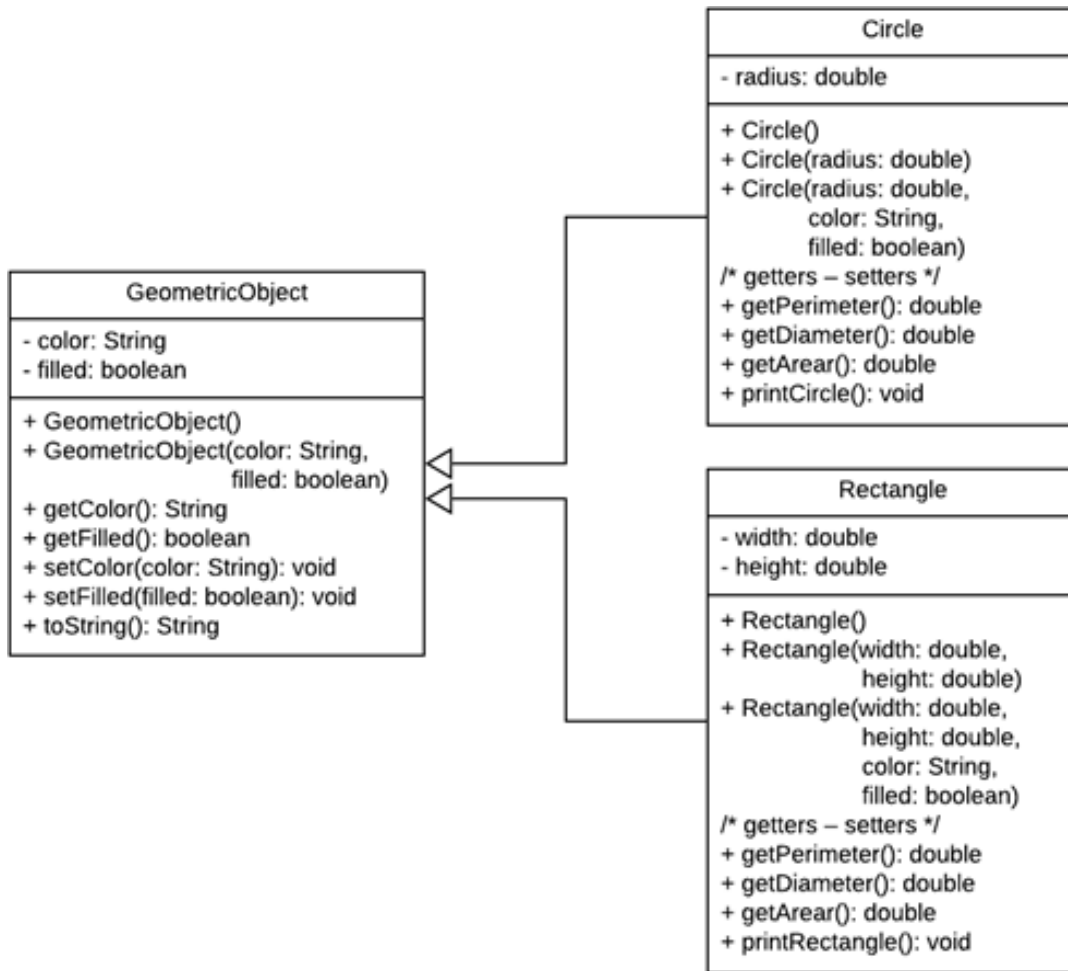 GeometricObject
- color: String
- filled: boolean
+ GeometricObject()
+ GeometricObject(color: String,
filled: boolean)
+ getColor(): String
+ getFilled(): boolean
+ setColor(color: String): void
+ setFilled(filled: boolean): void
+ toString(): String
Circle
- radius: double
+ Circle()
+ Circle(radius: double)
+ Circle(radius: double,
color: String,
filled: boolean)
/* getters – setters */
+ getPerimeter(): double
+ getDiameter(): double
+ getArear(): double
+ printCircle(): void
Rectangle
- width: double
- height: double
+ Rectangle()
+ Rectangle(width: double,
height: double)
+ Rectangle(width: double,
height: double,
color: String,
filled: boolean)
/* getters – setters */
+ getPerimeter(): double
+ getDiameter(): double
+ getArear(): double
+ printRectangle(): void